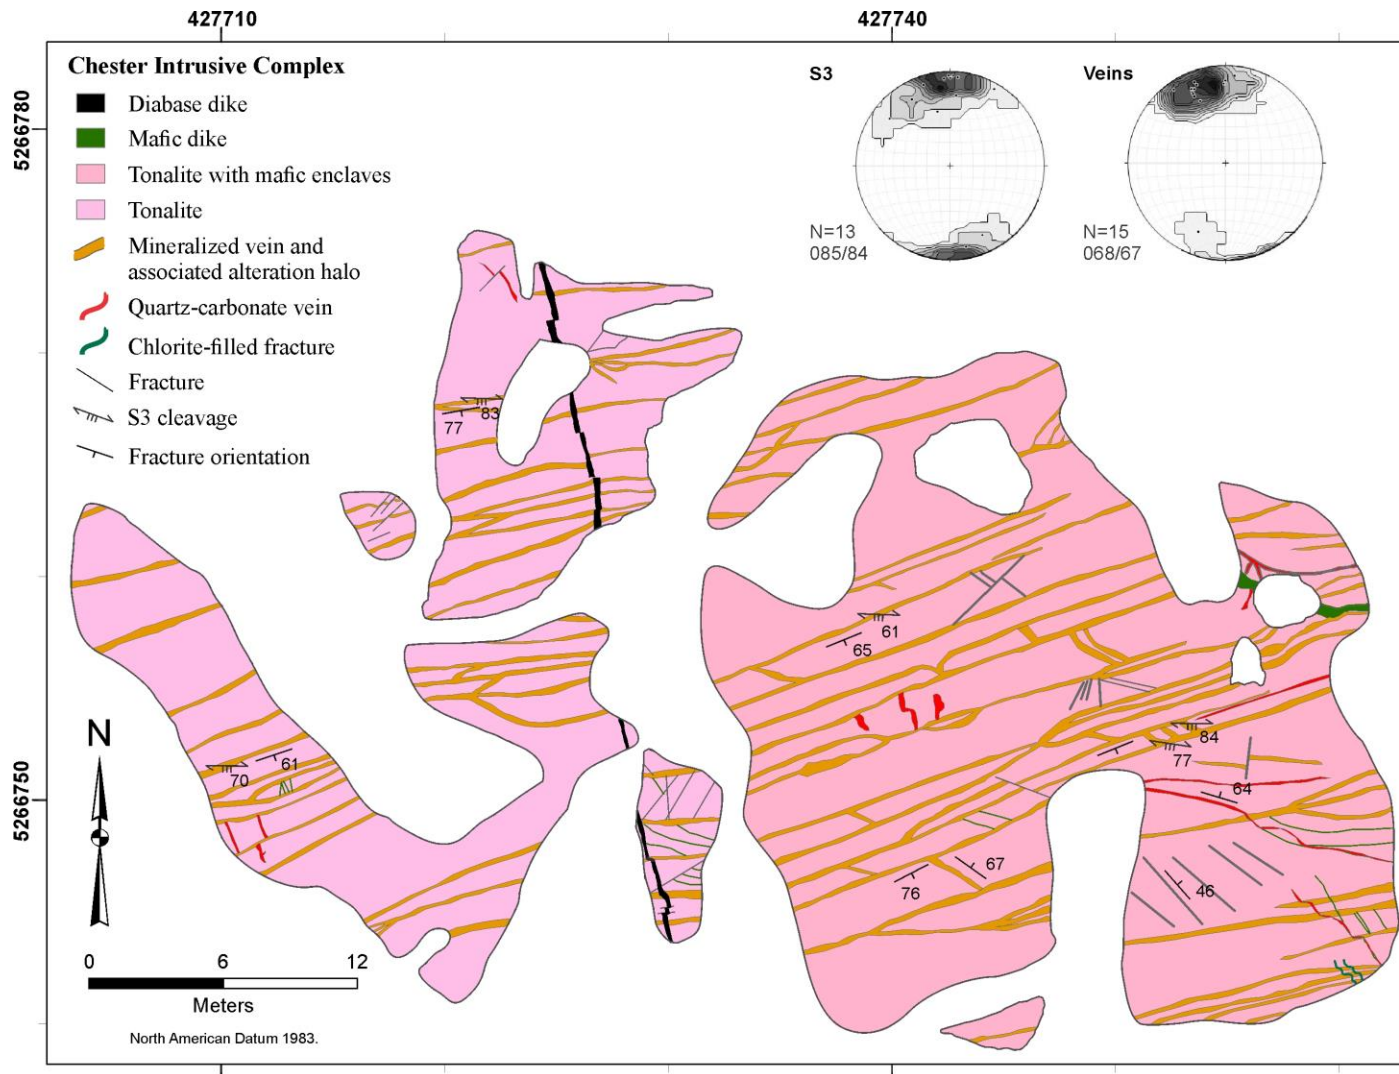 427710
427740
5266780
5266750
Chester Intrusive Complex
Diabase dike
Mafic dike
Tonalite with mafic enclaves
Tonalite
Mineralized vein and
associated alteration halo
Quartz-carbonate vein
Chlorite-filled fracture
Fracture
S3 cleavage
Fracture orientation
S3
N=13
085/84
Veins
N=15
068/67
83
77
61
65
84
77
61
70
64
67
76
46
N
0 6 12
Meters
North American Datum 1983.